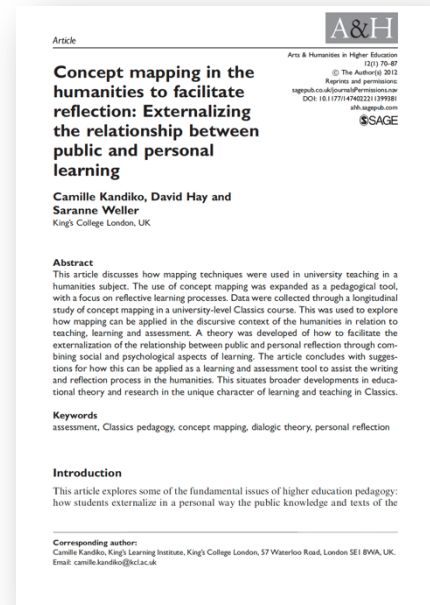 Article
A&H
Arts & Humanities in Higher Education
12(1) 70–87
© The Author(s) 2012
Reprints and permissions:
sagepub.co.uk/journalsPermissions.nav
DOI: 10.1177/1474022211399381
ahh.sagepub.com
SAGE
Concept mapping in the
humanities to facilitate
reflection: Externalizing
the relationship between
public and personal
learning
Camille Kandiko, David Hay and
Saranne Weller
King's College London, UK
Abstract
This article discusses how mapping techniques were used in university teaching in a
humanities subject. The use of concept mapping was expanded as a pedagogical tool,
with a focus on reflective learning processes. Data were collected through a longitudinal
study of concept mapping in a university-level Classics course. This was used to explore
how mapping can be applied in the discursive context of the humanities in relation to
teaching, learning and assessment. A theory was developed of how to facilitate the
externalization of the relationship between public and personal reflection through com-
bining social and psychological aspects of learning. The article concludes with sugges-
tions for how this can be applied as a learning and assessment tool to assist the writing
and reflection process in the humanities. This situates broader developments in educa-
tional theory and research in the unique character of learning and teaching in Classics.
Keywords
assessment, Classics pedagogy, concept mapping, dialogic theory, personal reflection
Introduction
This article explores some of the fundamental issues of higher education pedagogy:
how students externalize in a personal way the public knowledge and texts of the
Corresponding author:
Camille Kandiko, King's Learning Institute, King's College London, 57 Waterloo Road, London SE1 8WA, UK.
Email: camille.kandiko@kcl.ac.uk